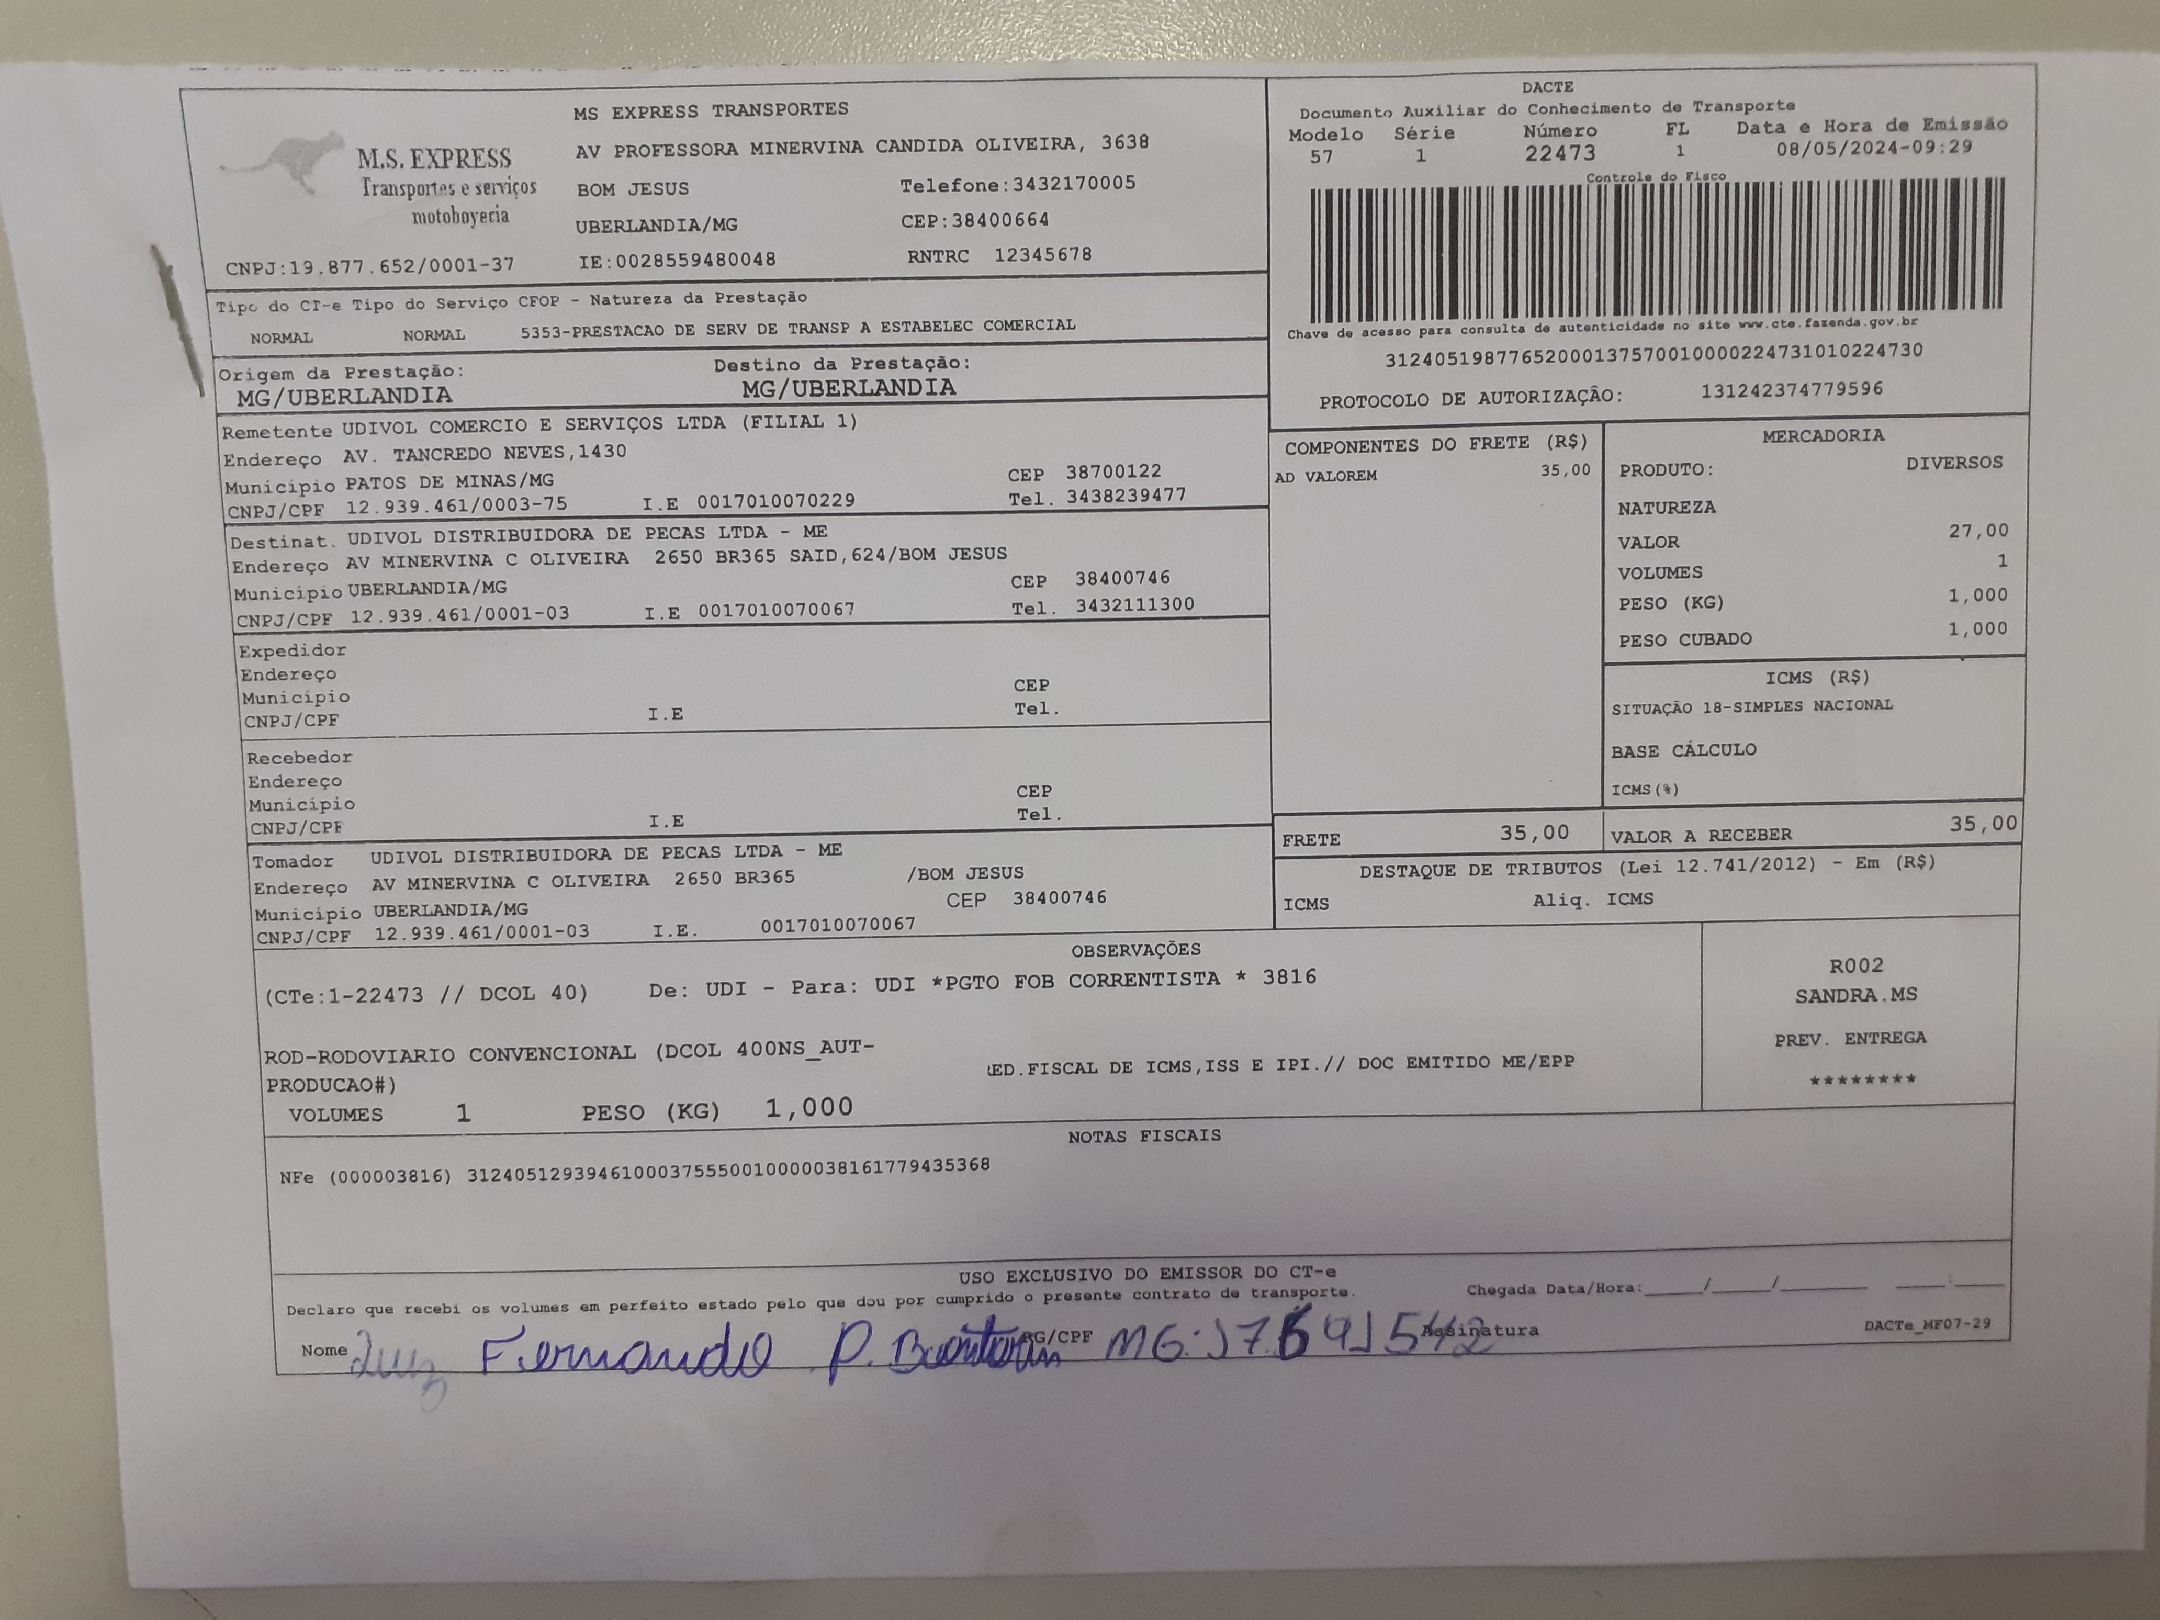 MS EXPRESS TRANSPORTES
AV PROFESSORA MINERVINA CANDIDA OLIVEIRA, 3638
M.S. EXPRESS
Transportes e serviços
motoboyecia
BOM JESUS Telefone:3432170005
UBERLANDIA/MG CEP:38400664
CNPJ:19.877.652/0001-37 IE:0028559480048 RNTRC 12345678
DACTE
Documento Auxiliar do Conhecimento de Transporte
Modelo Série Número FL Data e Hora de Emissão
57 1 22473 1 08/05/2024-09:29
Controle do Fisco
Chave de acesso para consulta de autenticidade no site www.cte.fazenda.gov.br
31240519877652000137570010000224731010224730
PROTOCOLO DE AUTORIZAÇÃO: 131242374779596
Tipo do CT-e Tipo do Serviço CFOP - Natureza da Prestação
NORMAL NORMAL 5353-PRESTACAO DE SERV DE TRANSP A ESTABELEC COMERCIAL
Origem da Prestação: Destino da Prestação:
MG/UBERLANDIA MG/UBERLANDIA
Remetente UDIVOL COMERCIO E SERVIÇOS LTDA (FILIAL 1)
Endereço AV. TANCREDO NEVES,1430
Município PATOS DE MINAS/MG CEP 38700122
CNPJ/CPF 12.939.461/0003-75 I.E 0017010070229 Tel. 3438239477
Destinat. UDIVOL DISTRIBUIDORA DE PECAS LTDA - ME
Endereço AV MINERVINA C OLIVEIRA 2650 BR365 SAID,624/BOM JESUS
Município UBERLANDIA/MG CEP 38400746
CNPJ/CPF 12.939.461/0001-03 I.E 0017010070067 Tel. 3432111300
Expedidor
Endereço
Município CEP
CNPJ/CPF I.E Tel.
Recebedor
Endereço
Município CEP
CNPJ/CPF I.E Tel.
Tomador UDIVOL DISTRIBUIDORA DE PECAS LTDA - ME
Endereço AV MINERVINA C OLIVEIRA 2650 BR365 /BOM JESUS
Município UBERLANDIA/MG CEP 38400746
CNPJ/CPF 12.939.461/0001-03 I.E. 0017010070067
COMPONENTES DO FRETE (R$)
AD VALOREM 35,00
MERCADORIA
PRODUTO: DIVERSOS
NATUREZA
VALOR 27,00
VOLUMES 1
PESO (KG) 1,000
PESO CUBADO 1,000
ICMS (R$)
SITUAÇÃO 18-SIMPLES NACIONAL
BASE CÁLCULO
ICMS(%)
FRETE 35,00 VALOR A RECEBER 35,00
DESTAQUE DE TRIBUTOS (Lei 12.741/2012) - Em (R$)
ICMS Aliq. ICMS
OBSERVAÇÕES
(CTe:1-22473 // DCOL 40) De: UDI - Para: UDI *PGTO FOB CORRENTISTA * 3816
ROD-RODOVIARIO CONVENCIONAL (DCOL 400NS_AUT-
PRODUCAO#)
ED.FISCAL DE ICMS,ISS E IPI.// DOC EMITIDO ME/EPP
VOLUMES 1 PESO (KG) 1,000
R002
SANDRA.MS
PREV. ENTREGA
********
NOTAS FISCAIS
NFe (000003816) 31240512939461000375550010000038161779435368
USO EXCLUSIVO DO EMISSOR DO CT-e
Declaro que recebi os volumes em perfeito estado pelo que dou por cumprido o presente contrato de transporte. Chegada Data/Hora:_____/_____/_______ ____:____
Nome Luiz Fernando P. RG/CPF MG: Assinatura DACTe_MF07-29